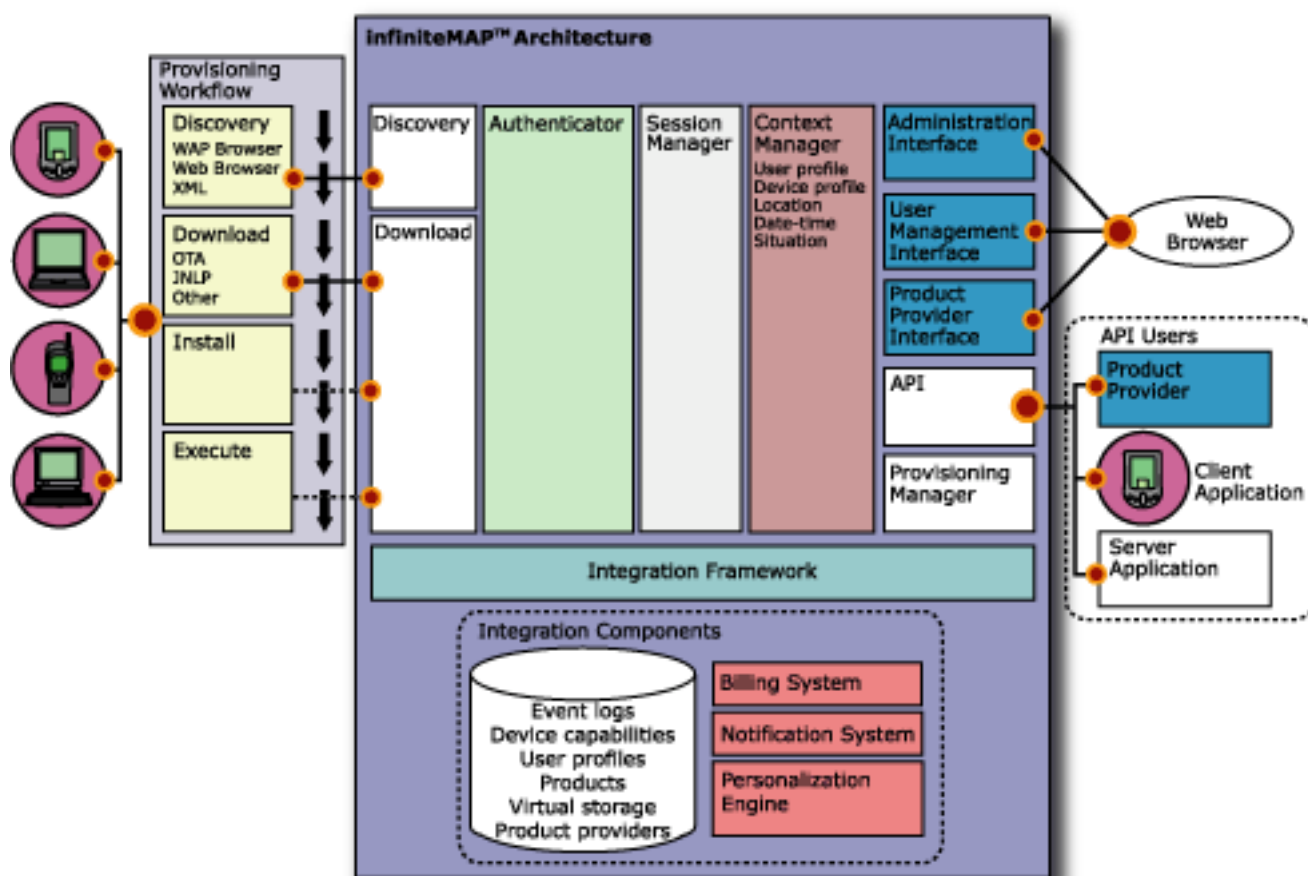 infiniteMAP™ Architecture
Provisioning
Workflow
Discovery
WAP Browser
Web Browser
XML
Download
OTA
JNLP
Other
Install
Execute
Discovery
Download
Authenticator
Session
Manager
Context
Manager
User profile
Device profile
Location
Date-time
Situation
Administration
Interface
User
Management
Interface
Product
Provider
Interface
API
Provisioning
Manager
Web
Browser
API Users
Product
Provider
Client
Application
Server
Application
Integration Framework
Integration Components
Event logs
Device capabilities
User profiles
Products
Virtual storage
Product providers
Billing System
Notification System
Personalization
Engine